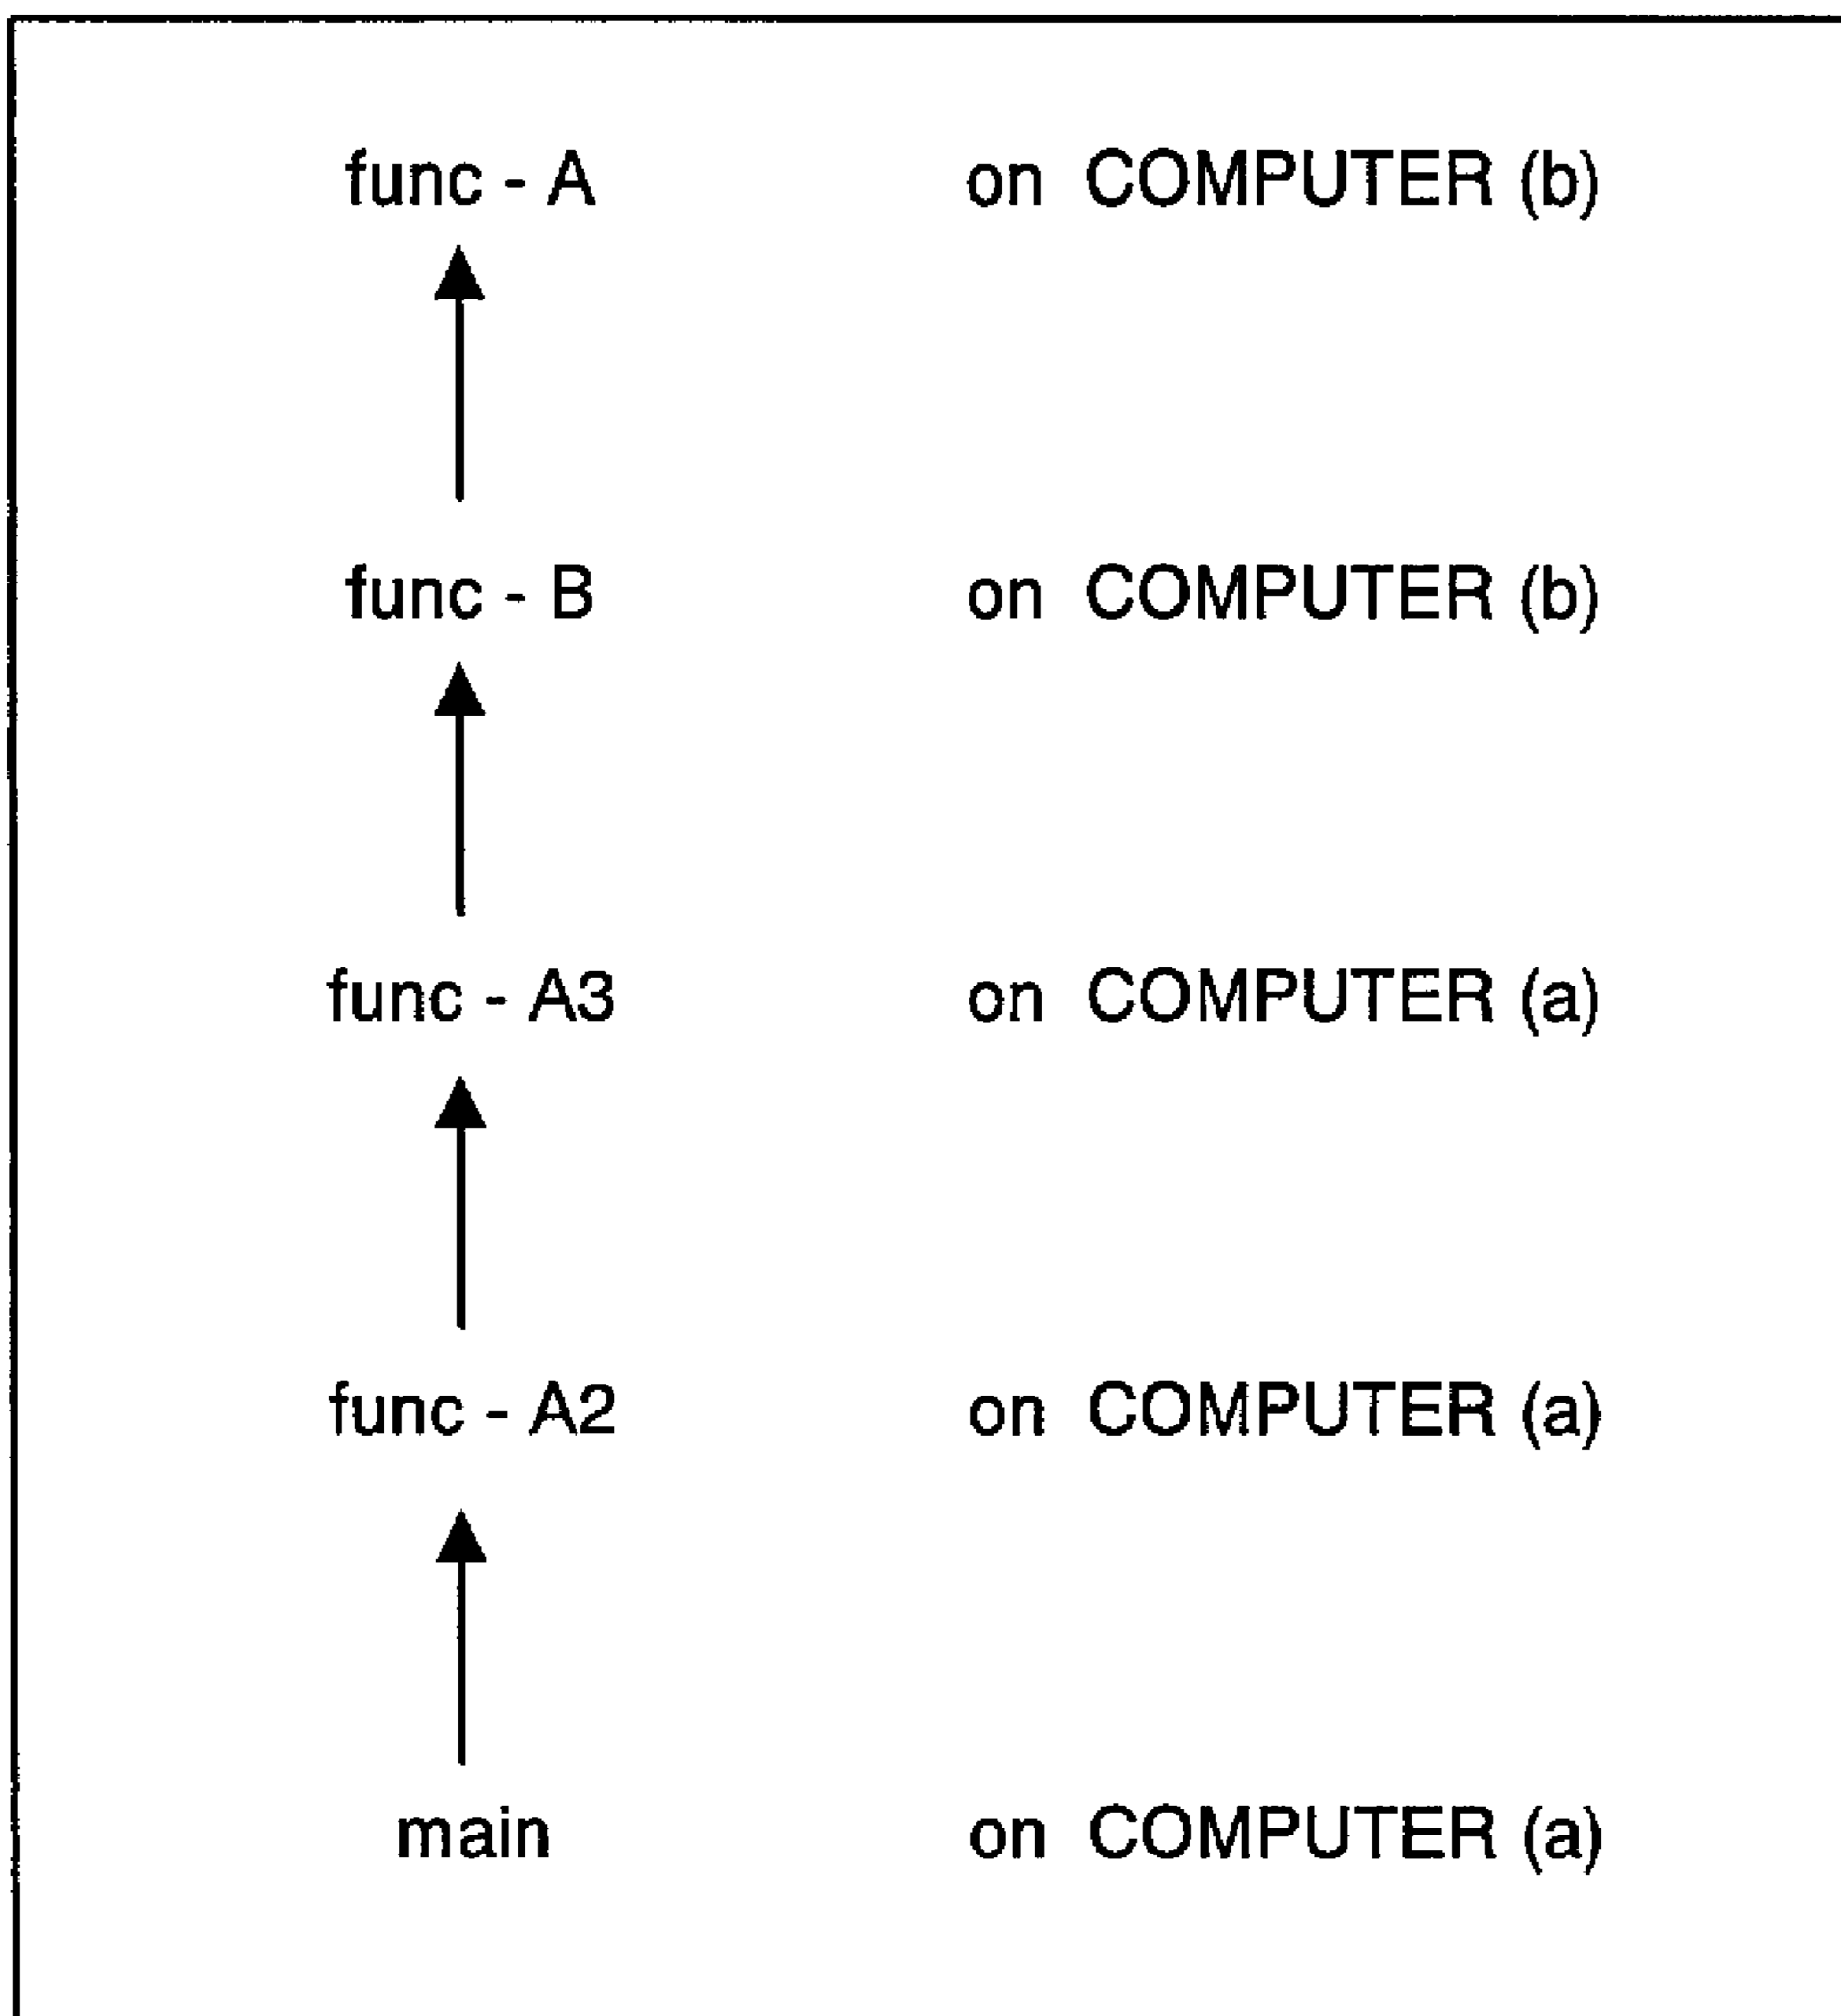 func - A on COMPUTER (b)
func - B on COMPUTER (b)
func - A3 on COMPUTER (a)
func - A2 on COMPUTER (a)
main on COMPUTER (a)